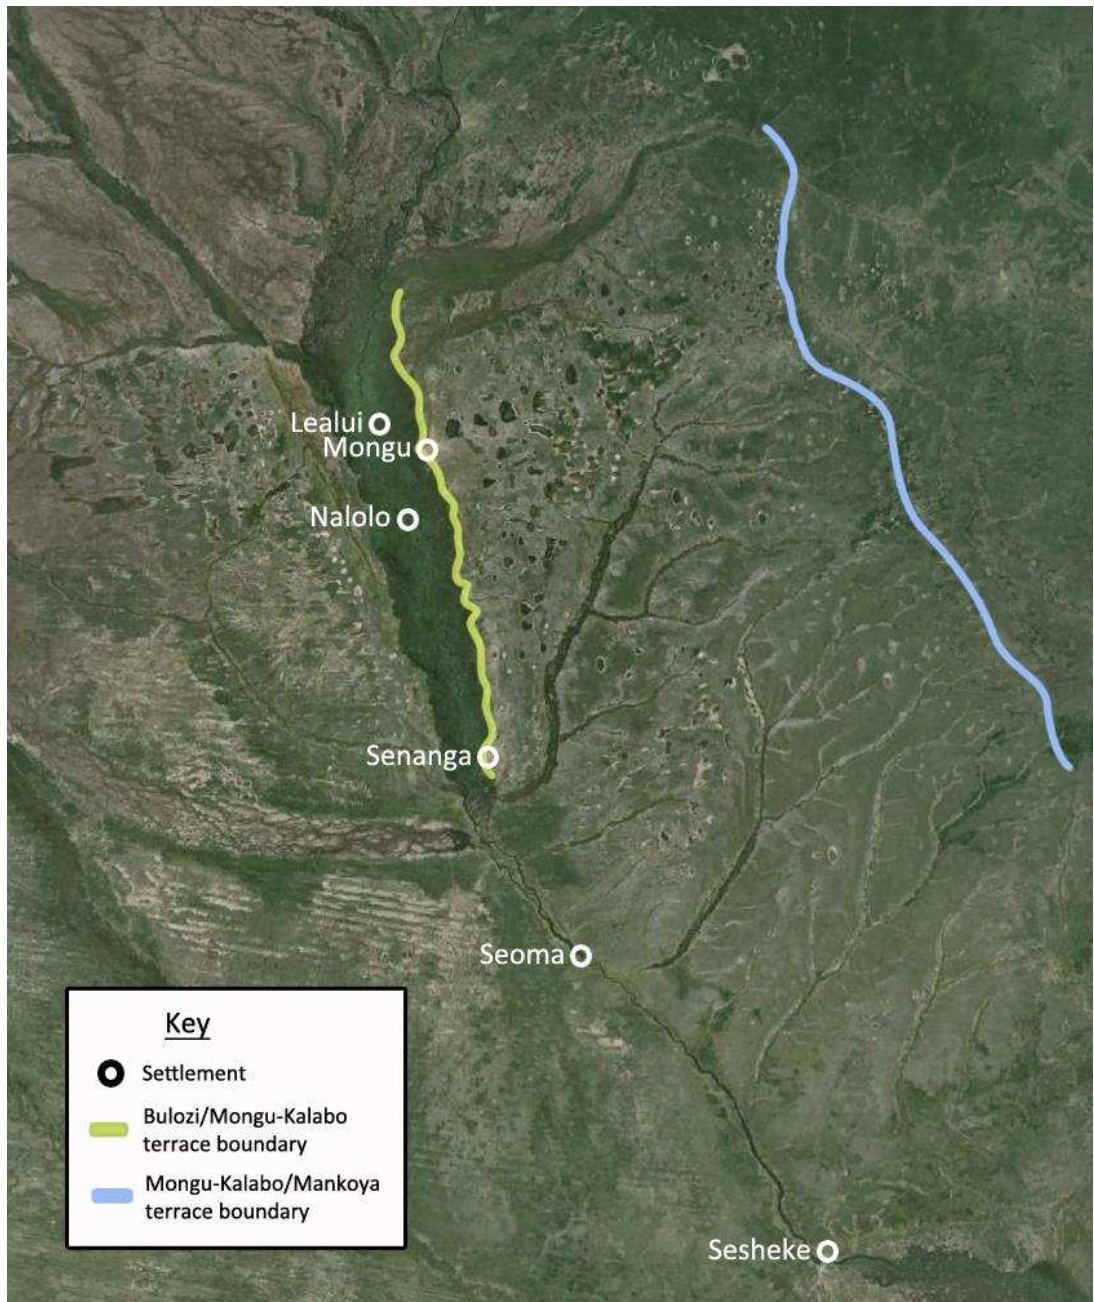 Lealui
Mongu
Nalolo
Senanga
Seoma
Key
Settlement
Bulozi/Mongu-Kalabo
terrace boundary
Mongu-Kalabo/Mankoya
terrace boundary
Sesheke